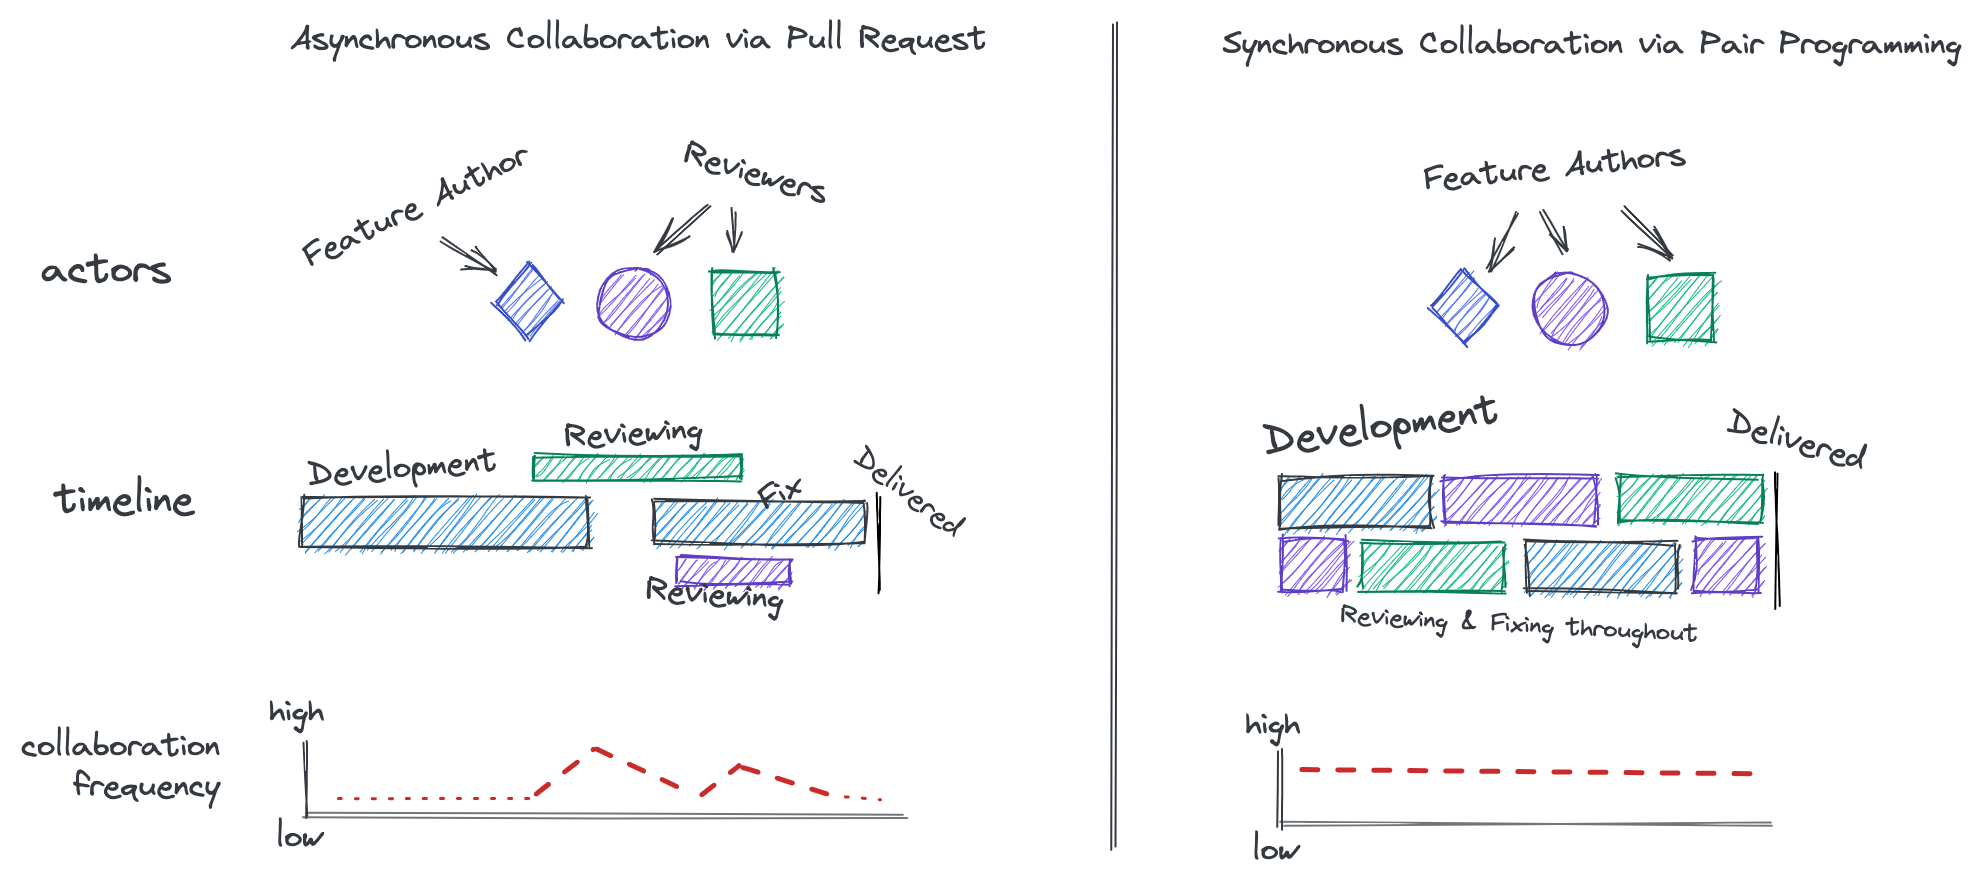 Asynchronous Collaboration via Pull Request
Feature Author
Reviewers
actors
timeline
Development
Reviewing
Fit
Delivered
Reviewing
collaboration
frequency
high
low
Synchronous Collaboration via Pair Programming
Feature Authors
Development
Delivered
Reviewing & Fixing throughout
high
low